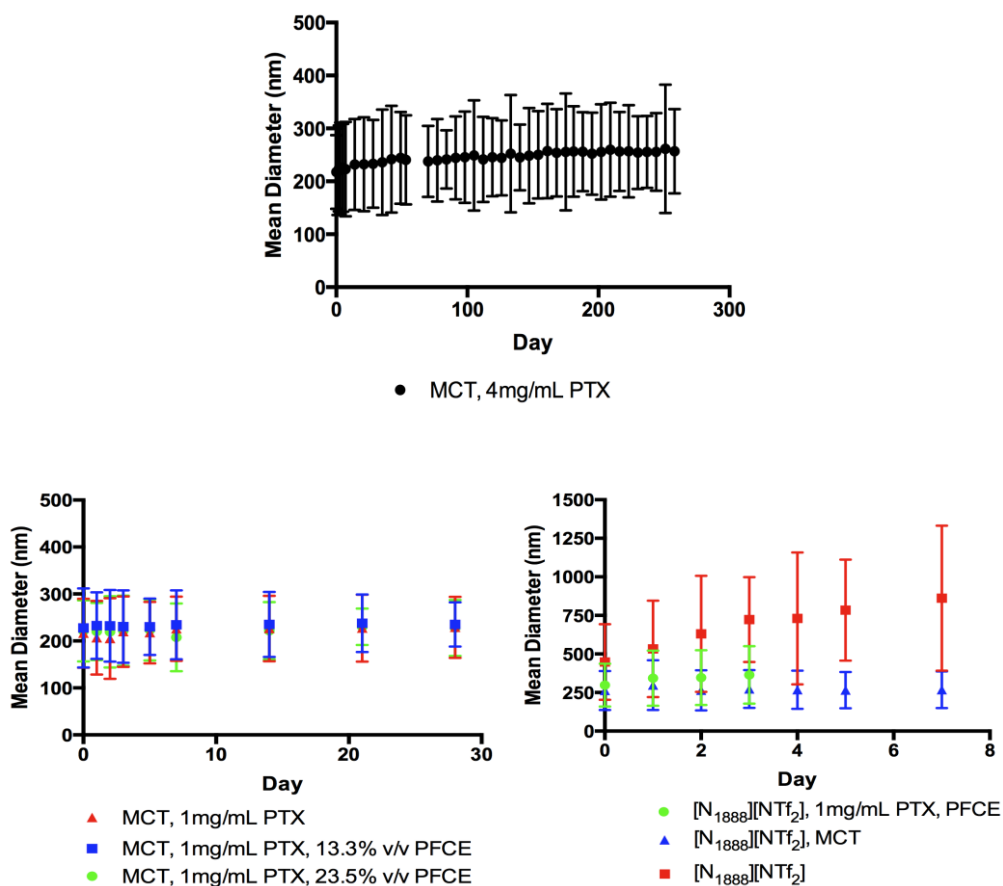 500
400
300
200
100
0
Mean Diameter (nm)
0 100 200 300
Day
MCT, 4mg/mL PTX
500
400
300
200
100
0
Mean Diameter (nm)
0 10 20 30
Day
MCT, 1mg/mL PTX
MCT, 1mg/mL PTX, 13.3% v/v PFCE
MCT, 1mg/mL PTX, 23.5% v/v PFCE
1500
1250
1000
750
500
250
0
Mean Diameter (nm)
0 2 4 6 8
Day
[N₁₈₈₈][NTf₂], 1mg/mL PTX, PFCE
[N₁₈₈₈][NTf₂], MCT
[N₁₈₈₈][NTf₂]